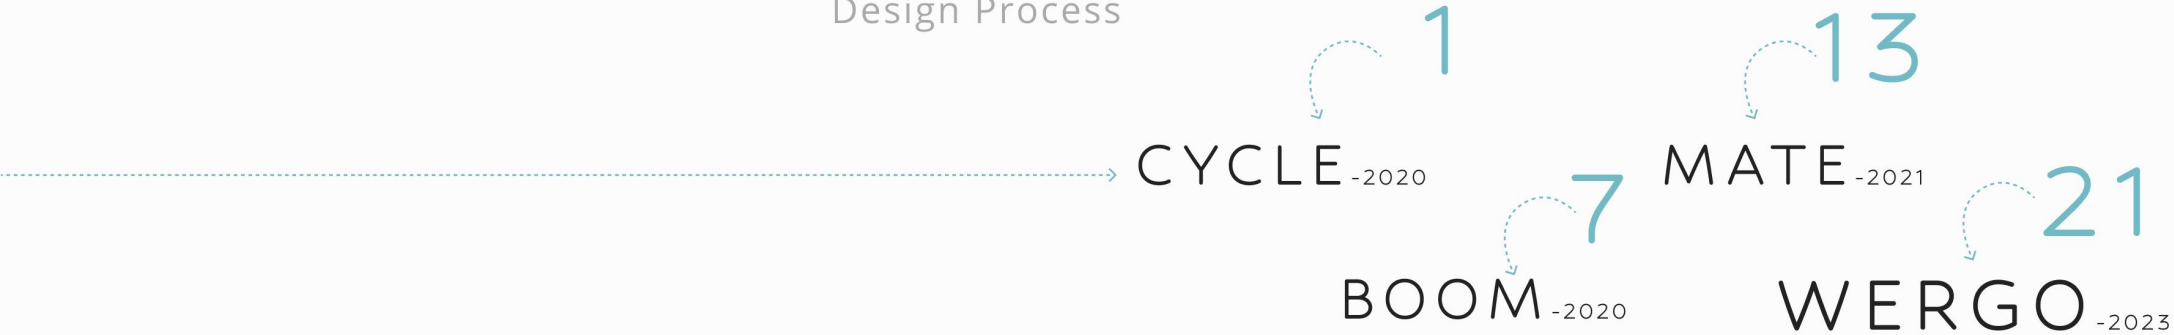 Design Process
1
CYCLE-2020
7
BOOM-2020
13
MATE-2021
21
WERGO-2023